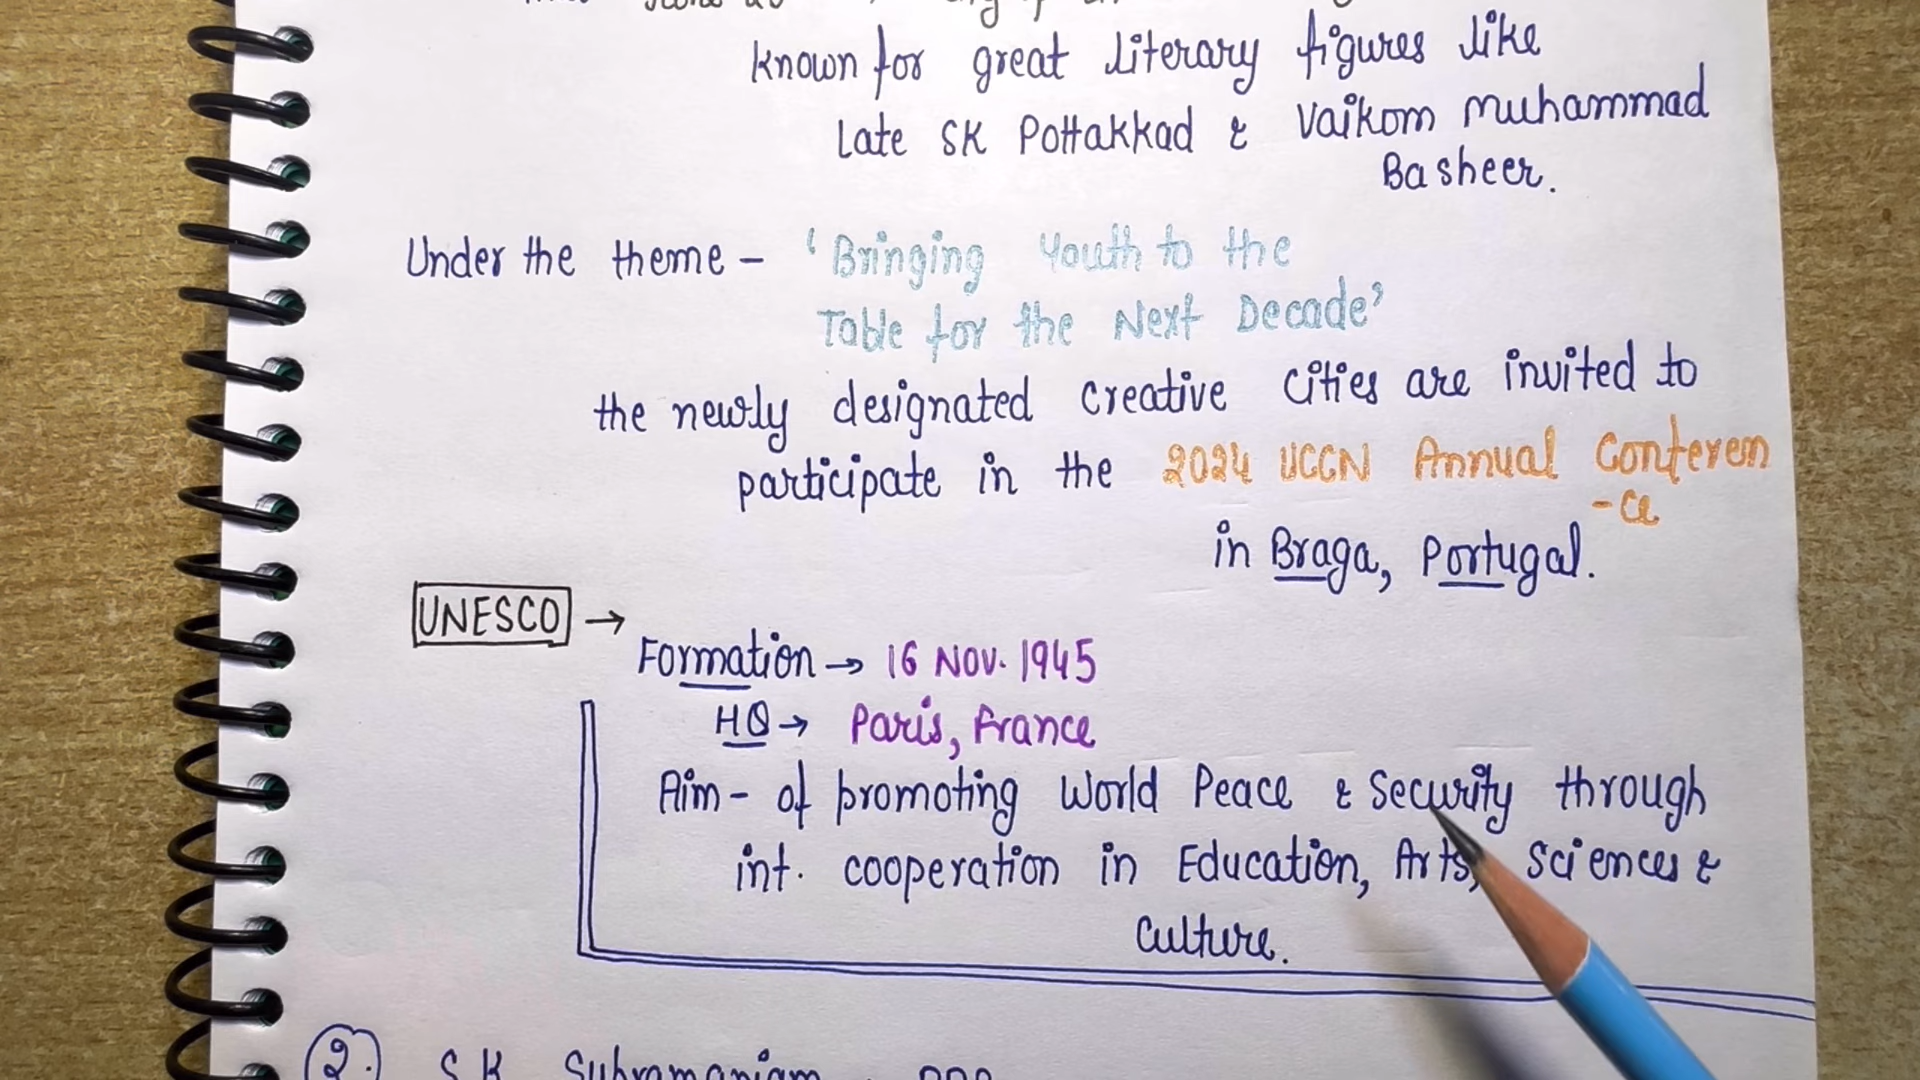 known for great literary figures like
Late SK Pottakkad & Vaikom Muhammad
Basheer.
Under the theme - 'Bringing Youth to the
Table for the Next Decade'
the newly designated creative cities are invited to
participate in the 2024 UCCN Annual Conferen
-ce
in Braga, Portugal.
UNESCO →
Formation → 16 Nov. 1945
HQ → Paris, France
Aim - of promoting World Peace & Security through
int. cooperation in Education, Arts, Sciences &
Culture.
2. S.K Subramaniam